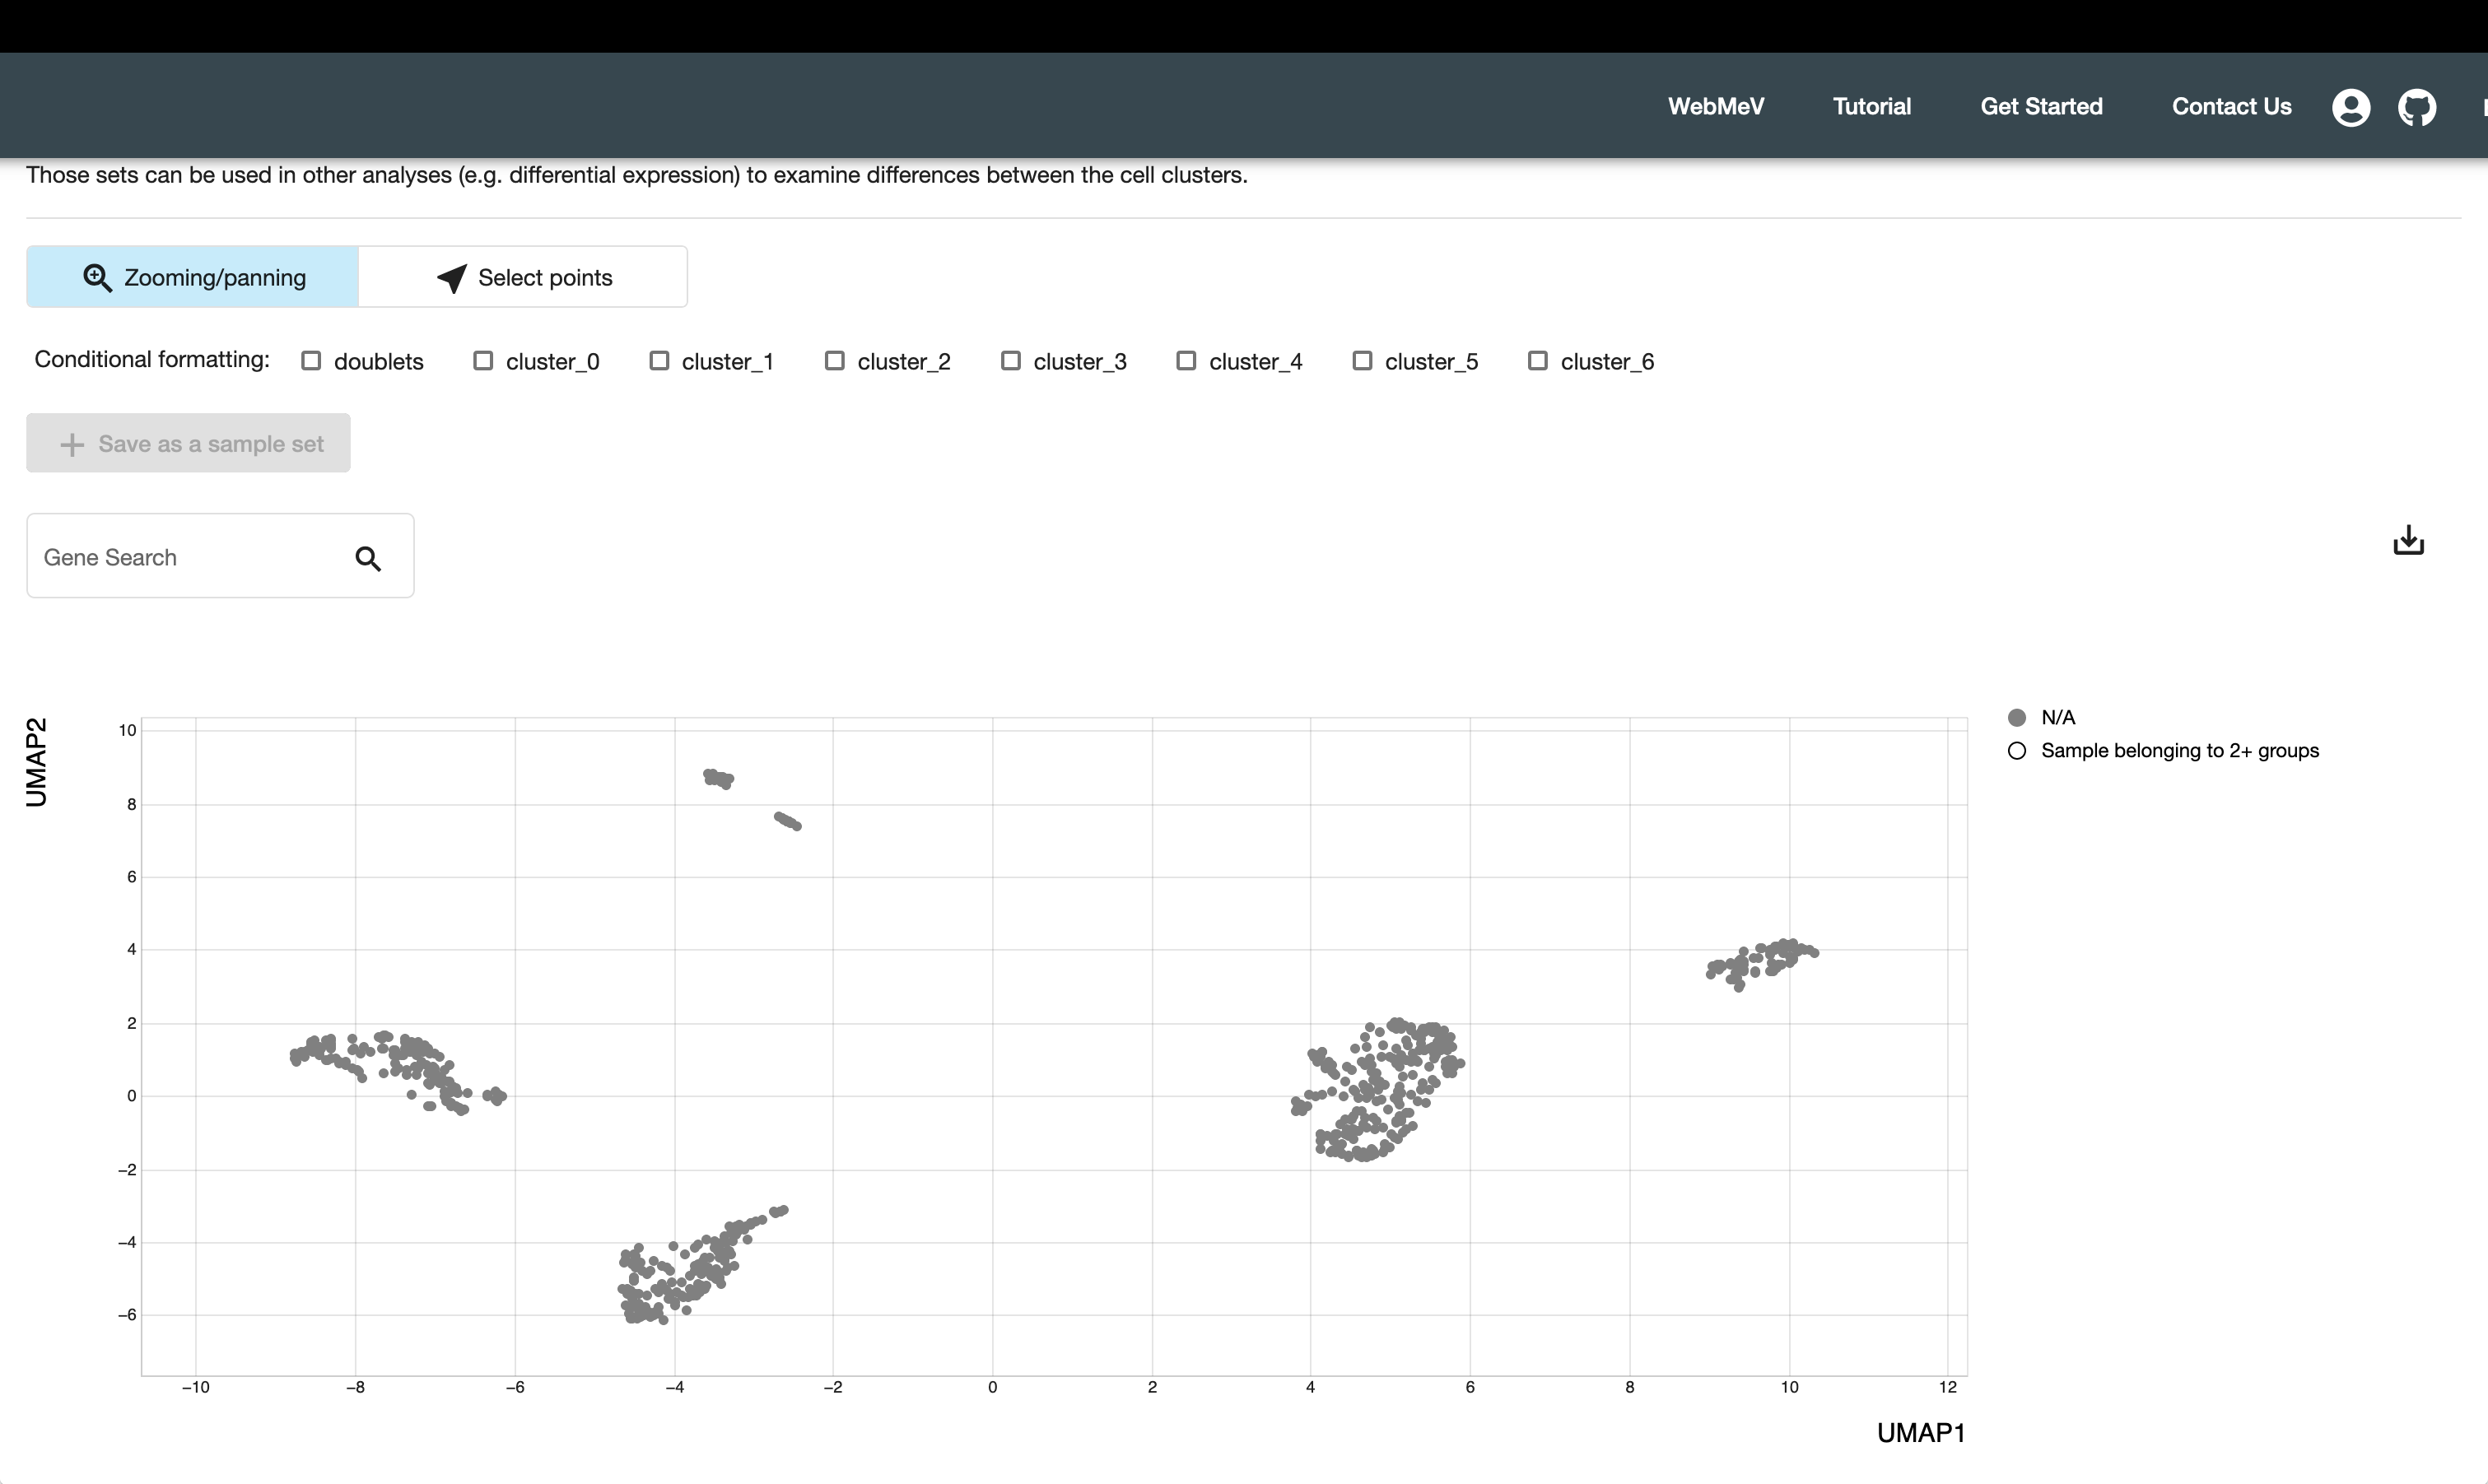 WebMeV Tutorial Get Started Contact Us
Those sets can be used in other analyses (e.g. differential expression) to examine differences between the cell clusters.
Zooming/panning Select points
Conditional formatting: doublets cluster_0 cluster_1 cluster_2 cluster_3 cluster_4 cluster_5 cluster_6
+ Save as a sample set
Gene Search
UMAP2
N/A
Sample belonging to 2+ groups
10
8
6
4
2
0
−2
−4
−6
−10 −8 −6 −4 −2 0 2 4 6 8 10 12
UMAP1